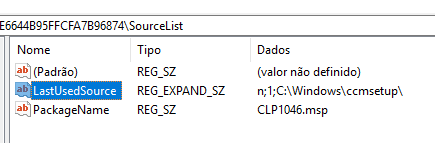 E6644B95FFCFA7B96874\SourceList
Nome Tipo Dados
(Padrão) REG_SZ (valor não definido)
LastUsedSource REG_EXPAND_SZ n;1;C:\Windows\ccmsetup\
PackageName REG_SZ CLP1046.msp